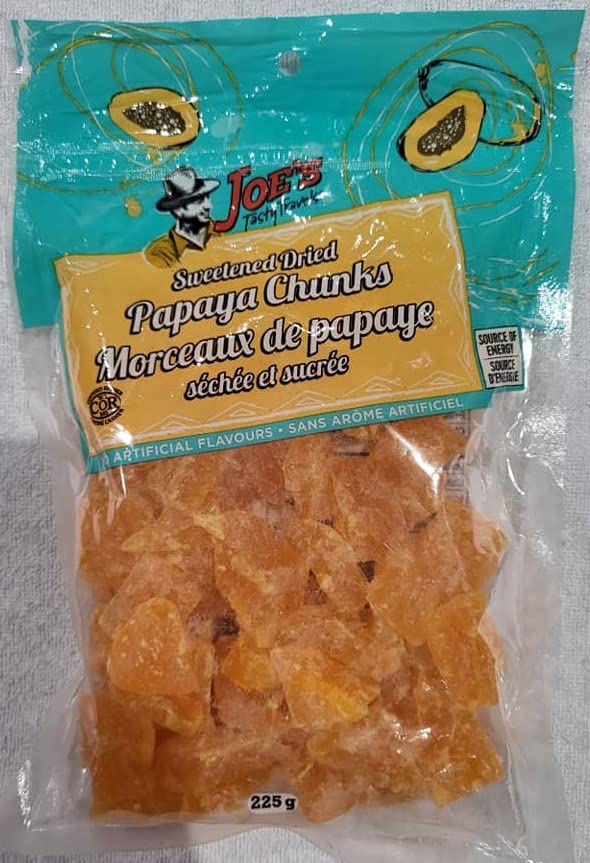 JOE'S
Tasty Travels
Sweetened Dried
Papaya Chunks
Morceaux de papaye
séchée et sucrée
SOURCE OF
ENERGY
SOURCE
D'ÉNERGIE
COR
ARTIFICIAL FLAVOURS • SANS ARÔME ARTIFICIEL
225 g